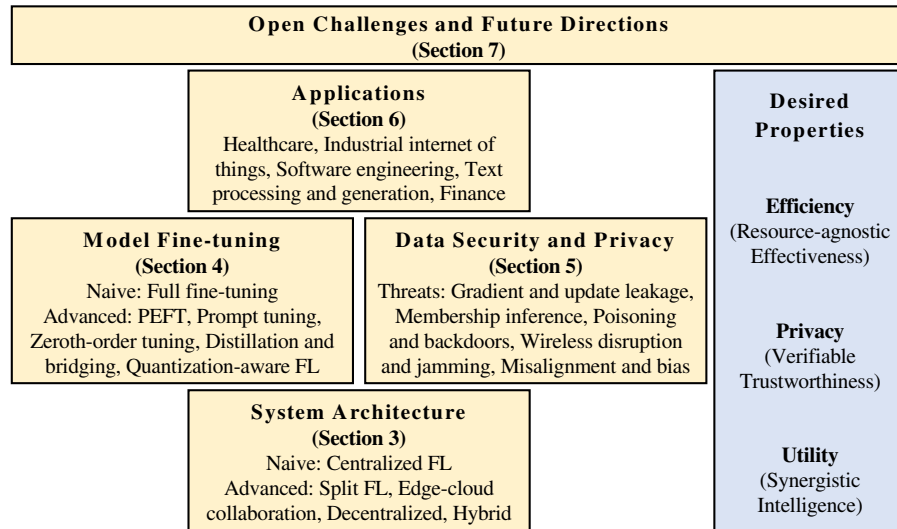 Open Challenges and Future Directions
(Section 7)
Applications
(Section 6)
Healthcare, Industrial internet of
things, Software engineering, Text
processing and generation, Finance
Model Fine-tuning
(Section 4)
Naive: Full fine-tuning
Advanced: PEFT, Prompt tuning,
Zeroth-order tuning, Distillation and
bridging, Quantization-aware FL
Data Security and Privacy
(Section 5)
Threats: Gradient and update leakage,
Membership inference, Poisoning
and backdoors, Wireless disruption
and jamming, Misalignment and bias
System Architecture
(Section 3)
Naive: Centralized FL
Advanced: Split FL, Edge-cloud
collaboration, Decentralized, Hybrid
Desired
Properties
Efficiency
(Resource-agnostic
Effectiveness)
Privacy
(Verifiable
Trustworthiness)
Utility
(Synergistic
Intelligence)